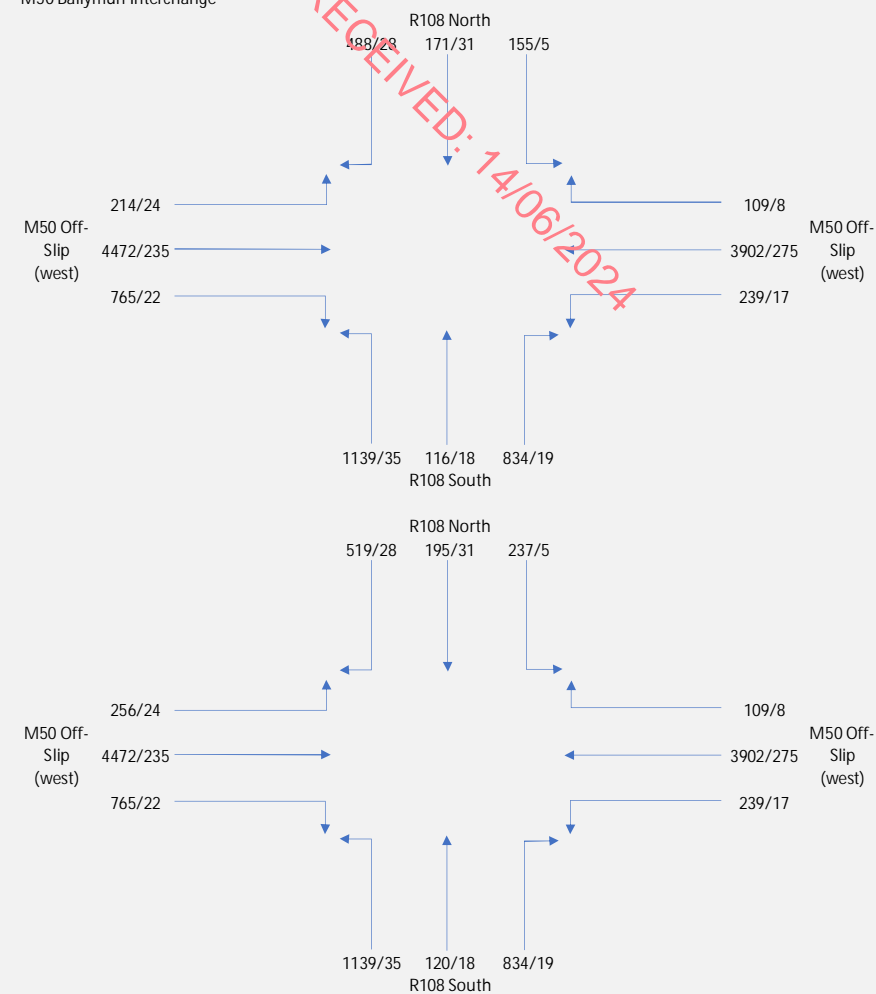 M50 Ballymun Interchange
R108 North
488/28 171/31 155/5
RECEIVED: 14/06/2024
214/24
109/8
M50 Off-
Slip
(west)
4472/235
3902/275
M50 Off-
Slip
(west)
765/22
239/17
1139/35 116/18 834/19
R108 South
R108 North
519/28 195/31 237/5
256/24
109/8
M50 Off-
Slip
(west)
4472/235
3902/275
M50 Off-
Slip
(west)
765/22
239/17
1139/35 120/18 834/19
R108 South